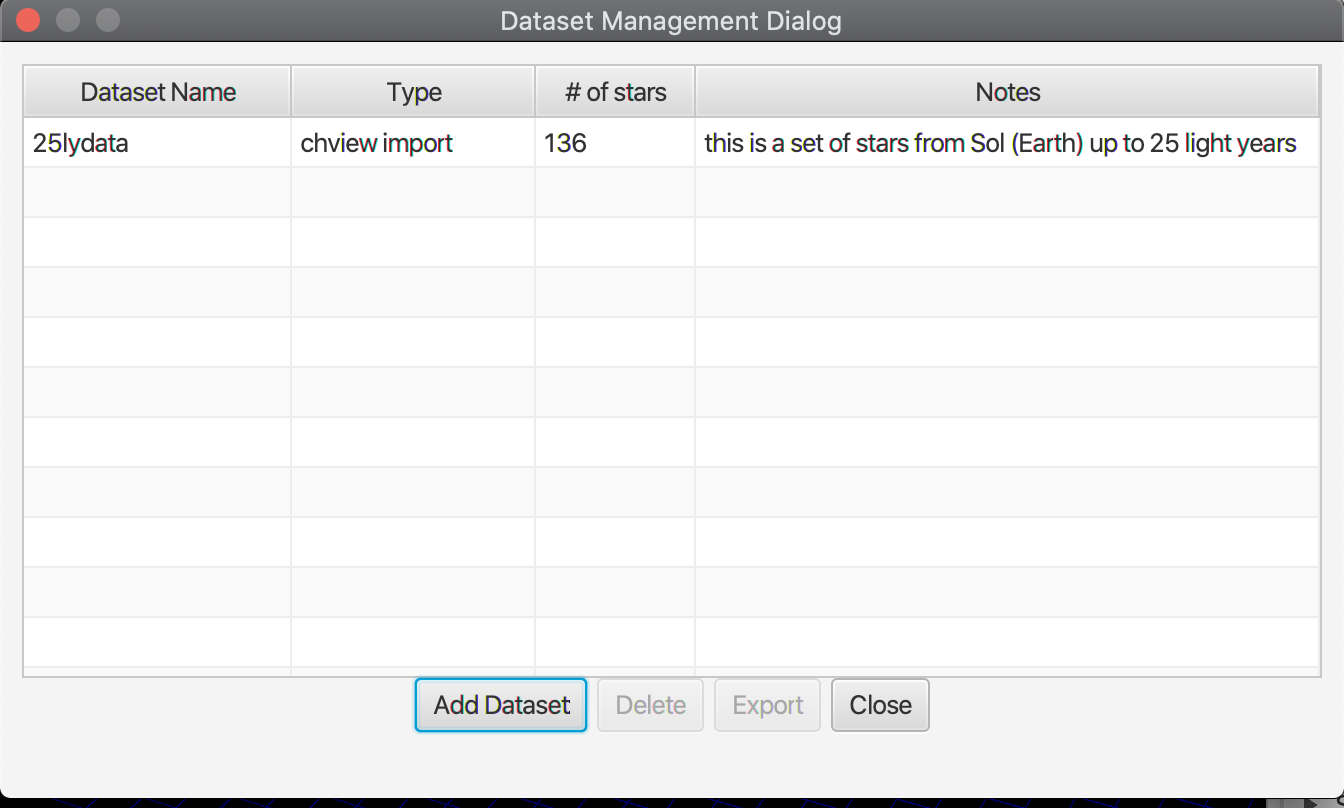 Dataset Management Dialog
Dataset Name Type # of stars Notes
25lydata chview import 136 this is a set of stars from Sol (Earth) up to 25 light years
Add Dataset Delete Export Close